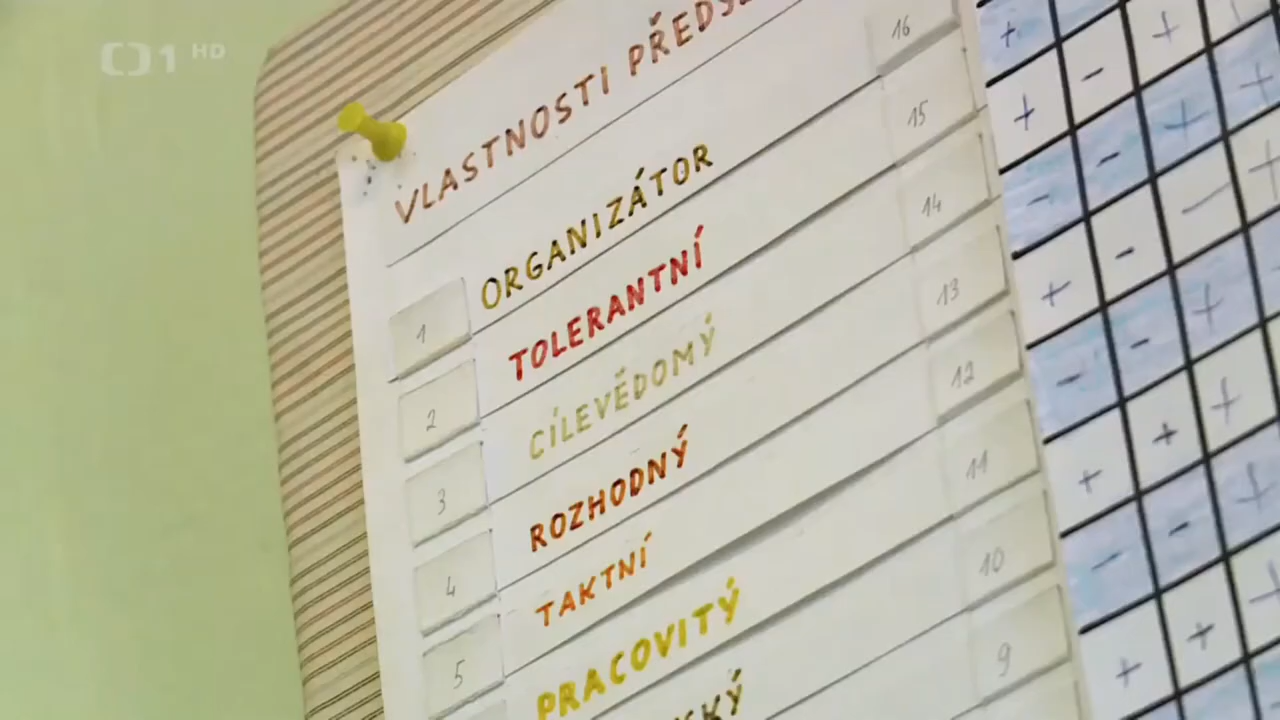 ČT1 HD
VLASTNOSTI
ORGANIZÁTOR
TOLERANTNÍ
CÍLEVĚDOMÝ
ROZHODNÝ
TAKTNÍ
PRACOVITÝ
1
2
3
4
5
16
15
14
13
12
11
10
9